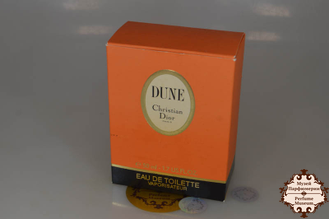 DUNE
Christian
Dior
EAU DE TOILETTE
VAPORISATEUR
Музей
Парфюмерии
Perfume
Museum